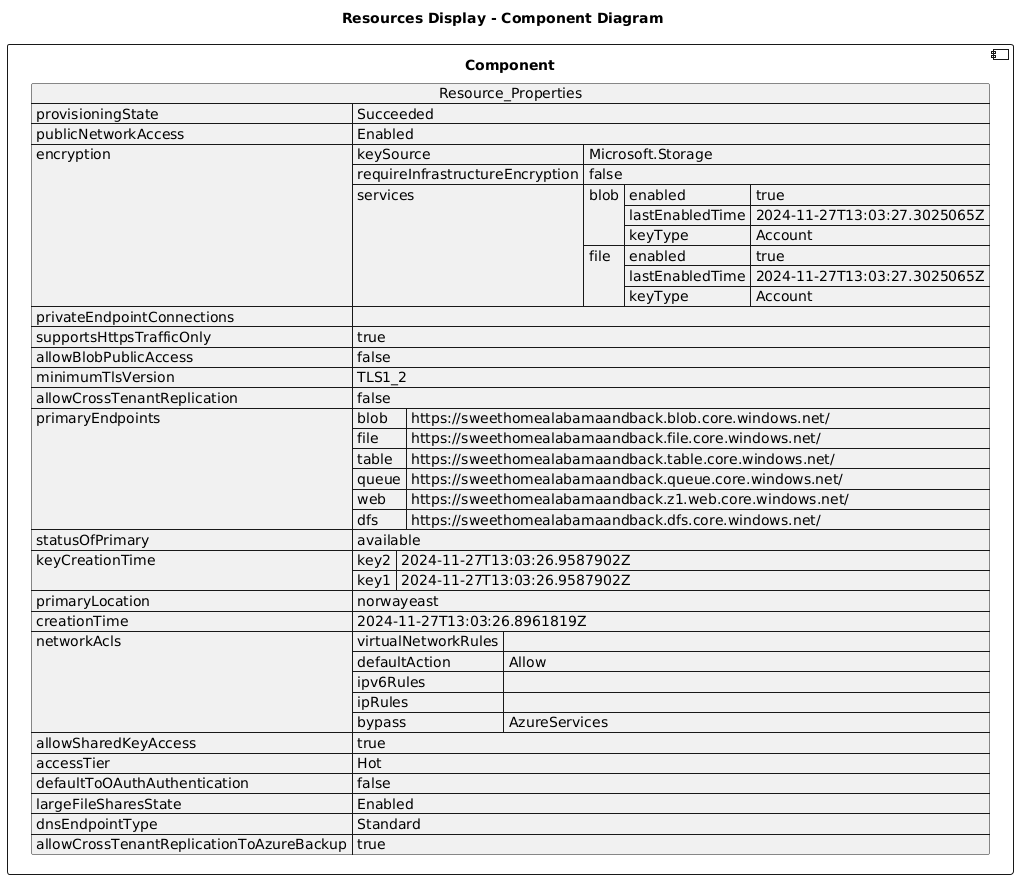 Resources Display - Component Diagram
Component
Resource_Properties
provisioningState Succeeded
publicNetworkAccess Enabled
encryption keySource Microsoft.Storage
requireInfrastructureEncryption false
services blob enabled true
lastEnabledTime 2024-11-27T13:03:27.3025065Z
keyType Account
file enabled true
lastEnabledTime 2024-11-27T13:03:27.3025065Z
keyType Account
privateEndpointConnections
supportsHttpsTrafficOnly true
allowBlobPublicAccess false
minimumTlsVersion TLS1_2
allowCrossTenantReplication false
primaryEndpoints blob https://sweethomealabamaandback.blob.core.windows.net/
file https://sweethomealabamaandback.file.core.windows.net/
table https://sweethomealabamaandback.table.core.windows.net/
queue https://sweethomealabamaandback.queue.core.windows.net/
web https://sweethomealabamaandback.z1.web.core.windows.net/
dfs https://sweethomealabamaandback.dfs.core.windows.net/
statusOfPrimary available
keyCreationTime key2 2024-11-27T13:03:26.9587902Z
key1 2024-11-27T13:03:26.9587902Z
primaryLocation norwayeast
creationTime 2024-11-27T13:03:26.8961819Z
networkAcls virtualNetworkRules
defaultAction Allow
ipv6Rules
ipRules
bypass AzureServices
allowSharedKeyAccess true
accessTier Hot
defaultToOAuthAuthentication false
largeFileSharesState Enabled
dnsEndpointType Standard
allowCrossTenantReplicationToAzureBackup true